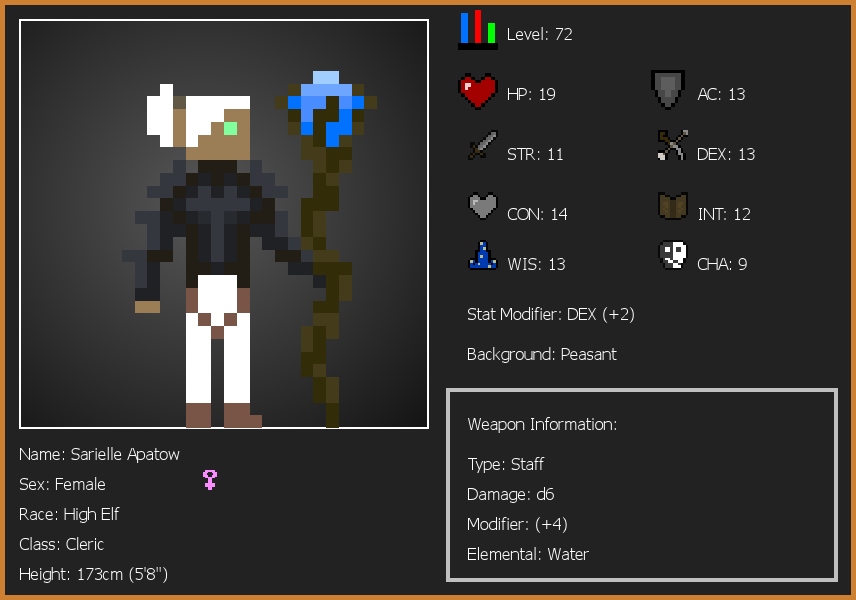 Level: 72
HP: 19
AC: 13
STR: 11
DEX: 13
CON: 14
INT: 12
WIS: 13
CHA: 9
Stat Modifier: DEX (+2)
Background: Peasant
Weapon Information:
Type: Staff
Damage: d6
Modifier: (+4)
Elemental: Water
Name: Sarielle Apatow
Sex: Female
Race: High Elf
Class: Cleric
Height: 173cm (5'8")